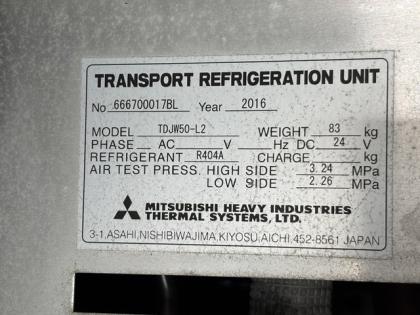 TRANSPORT REFRIGERATION UNIT
No 666700017BL Year 2016
MODEL TDJW50-L2 WEIGHT 83 kg
PHASE AC V Hz DC 24 V
REFRIGERANT R404A CHARGE kg
AIR TEST PRESS. HIGH SIDE 3.24 MPa
LOW SIDE 2.26 MPa
MITSUBISHI HEAVY INDUSTRIES
THERMAL SYSTEMS, LTD.
3-1,ASAHI,NISHIBIWAJIMA,KIYOSU,AICHI,452-8561 JAPAN